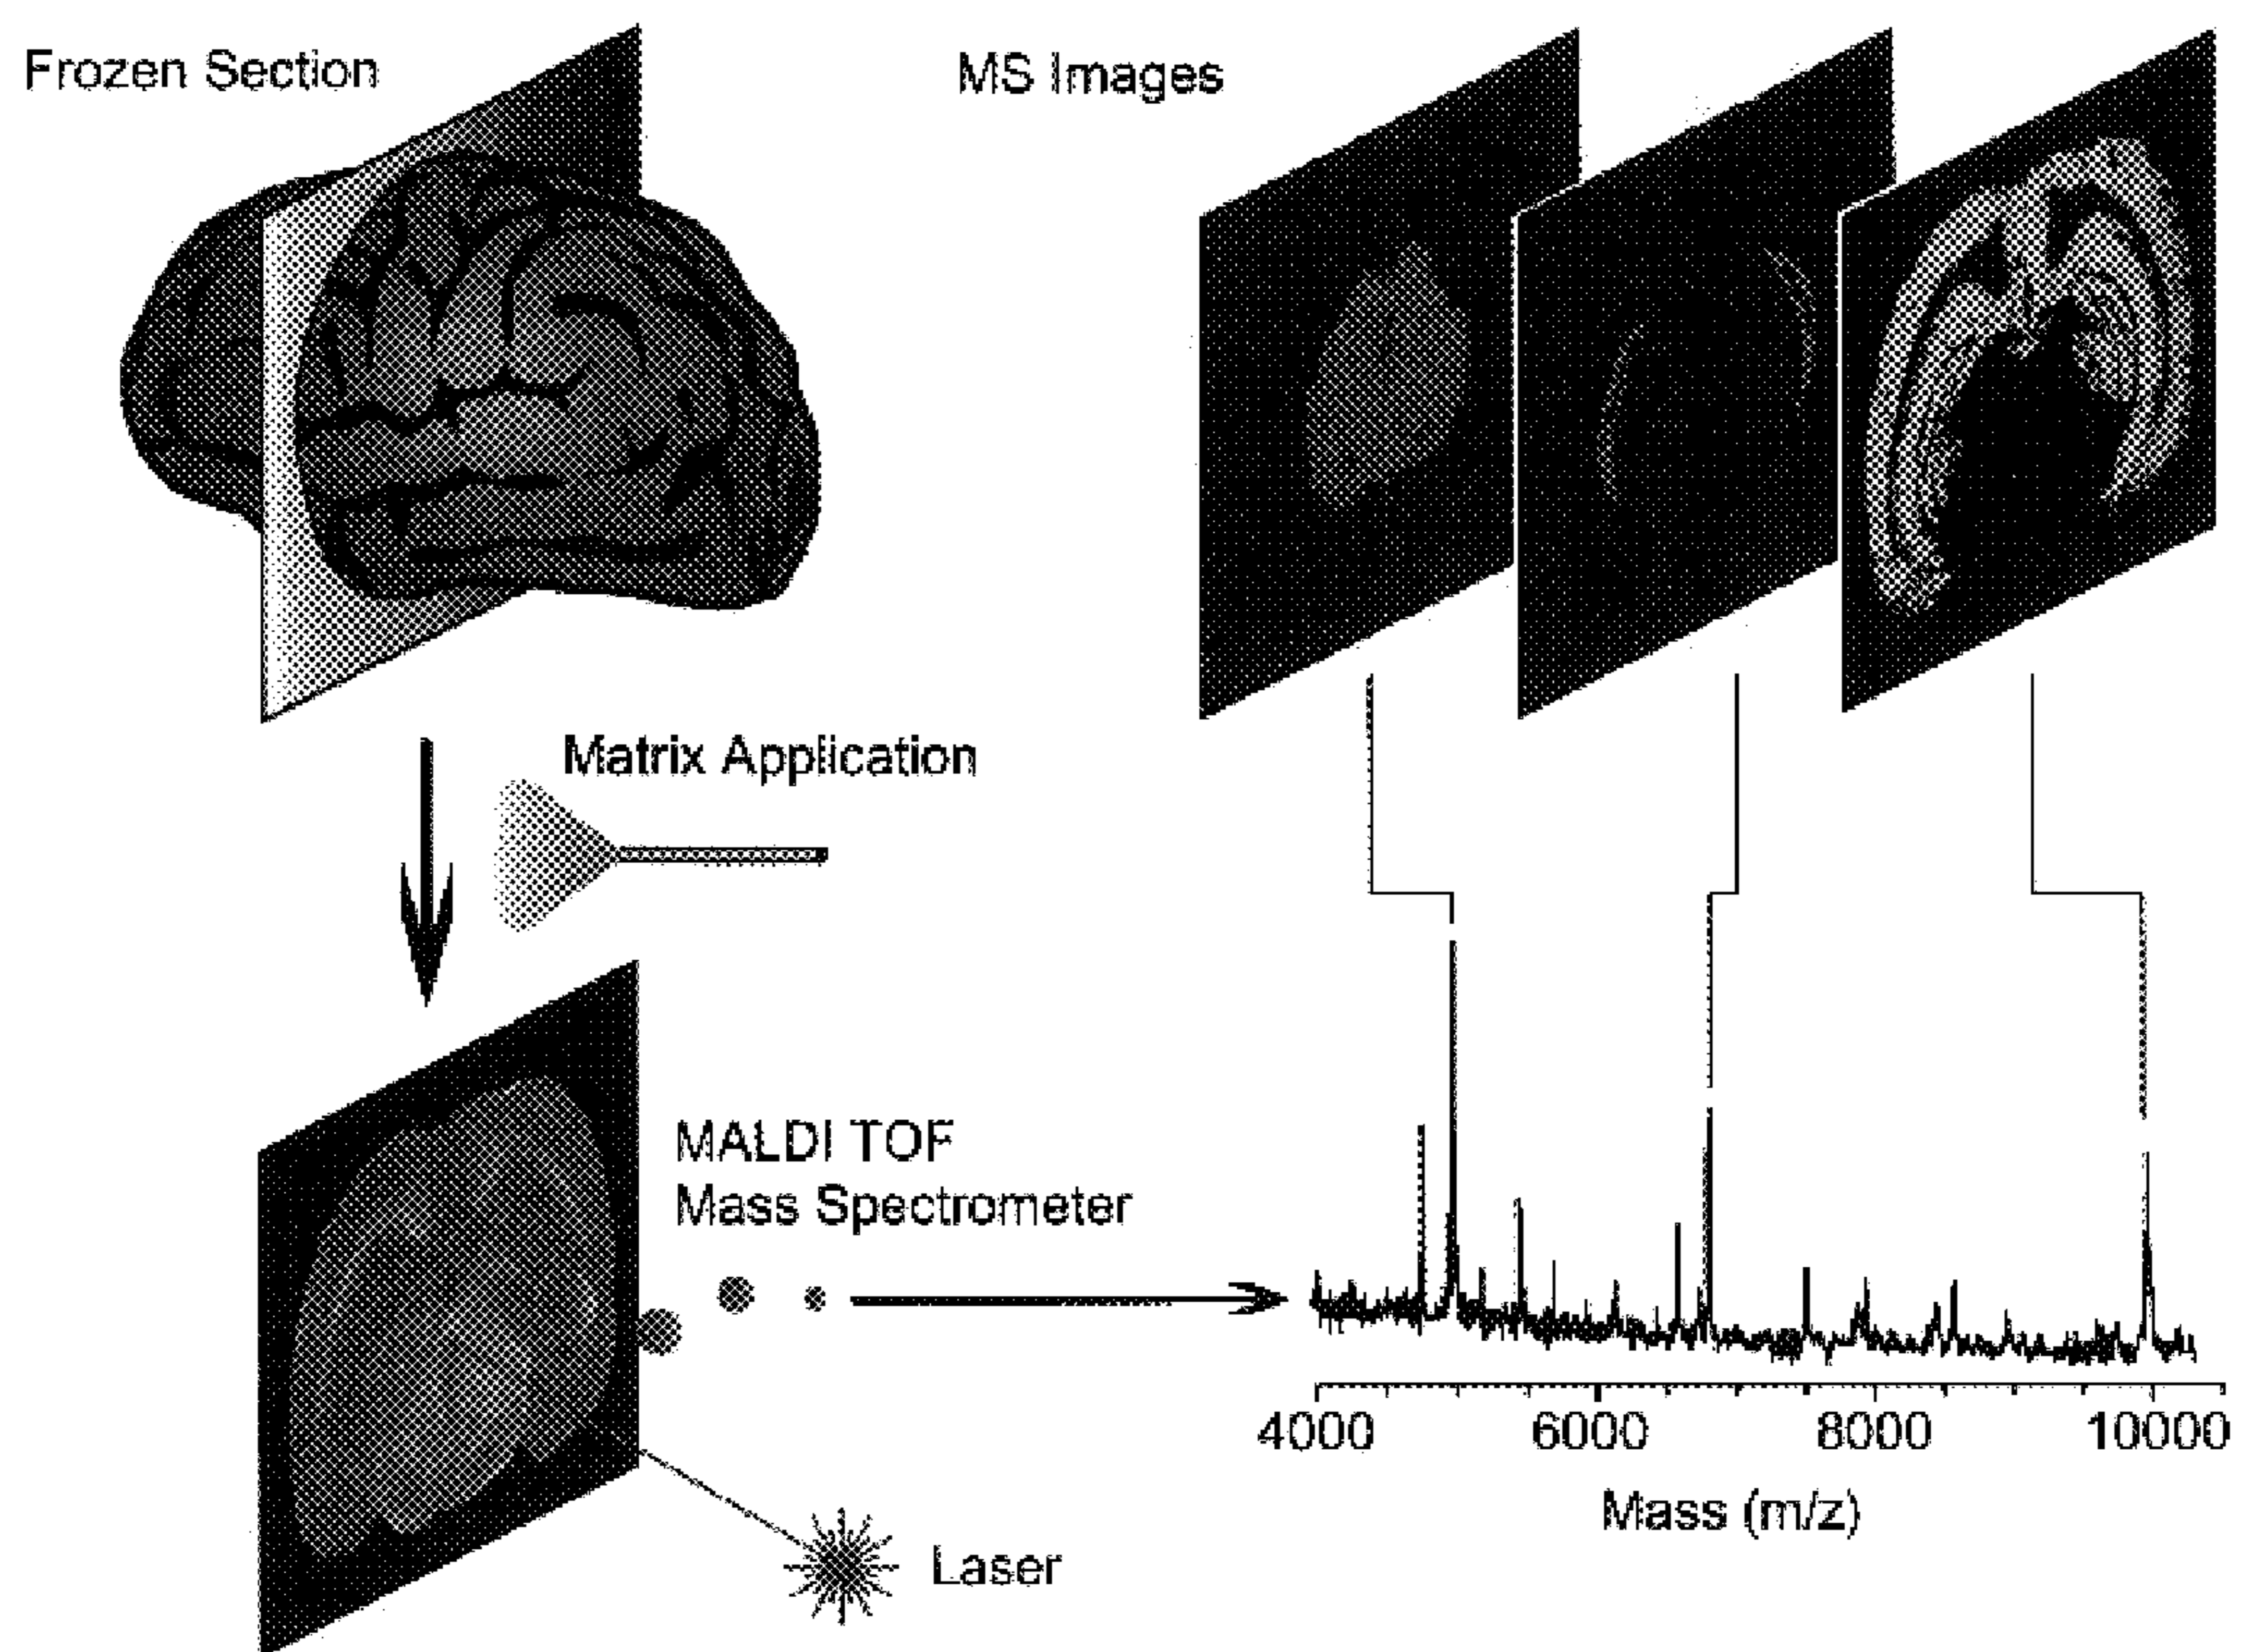 Frozen Section
MS Images
Matrix Application
MALDI TOF
Mass Spectrometer
4000 6000 8000 10000
Mass (m/z)
Laser